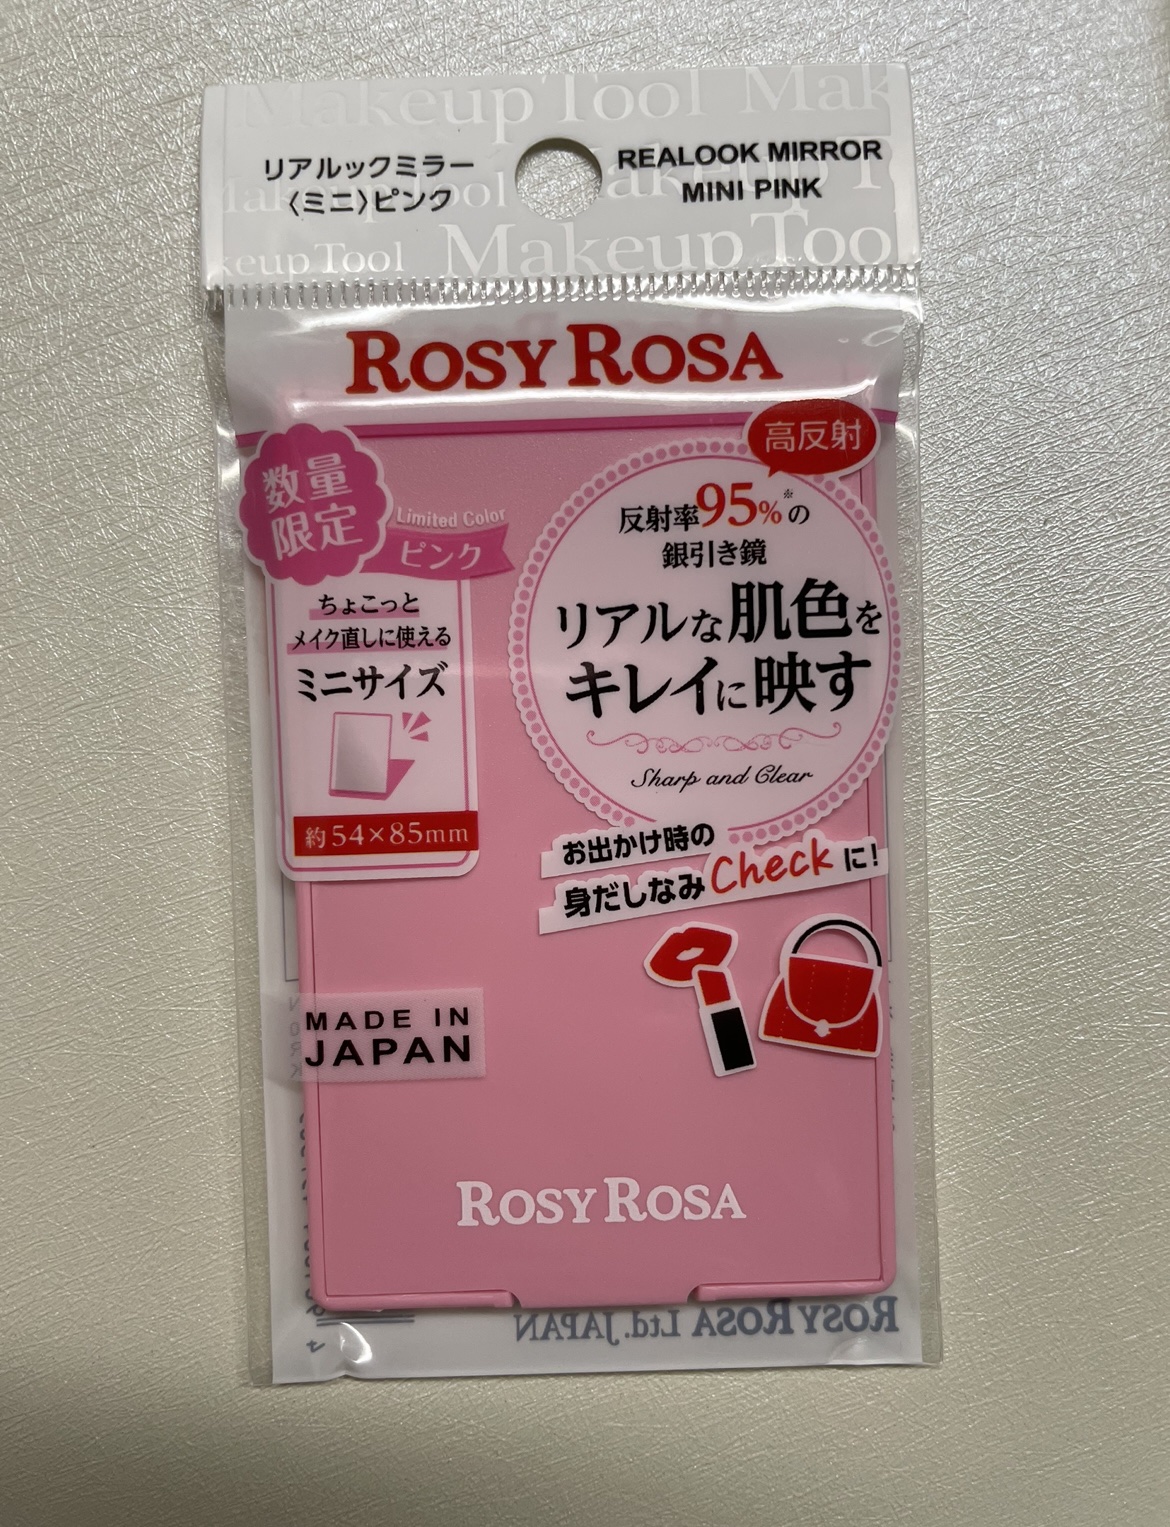 Makeup Tool Mak
リアルックミラー
〈ミニ〉ピンク
REALOOK MIRROR
MINI PINK
keup Tool Makeup Too
ROSY ROSA
数量
限定
Limited Color
ピンク
ちょこっと
メイク直しに使える
ミニサイズ
約54×85mm
高反射
反射率95%※の
銀引き鏡
リアルな肌色を
キレイに映す
Sharp and Clear
お出かけ時の
身だしなみCheckに!
MADE IN
JAPAN
ROSY ROSA
ROSY ROSA Ltd. JAPAN